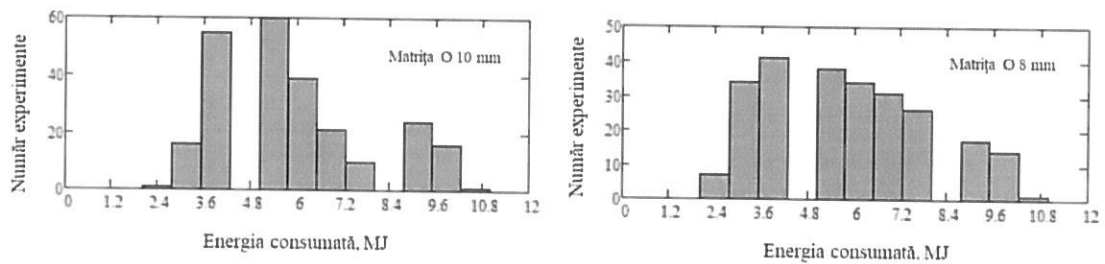 Număr experimente
60
40
20
0
Matrița Ο 10 mm
0 1.2 2.4 3.6 4.8 6 7.2 8.4 9.6 10.8 12
Energia consumată, MJ
Număr experimente
50
40
30
20
10
0
Matrița Ο 8 mm
0 1.2 2.4 3.6 4.8 6 7.2 8.4 9.6 10.8 12
Energia consumată. MJ